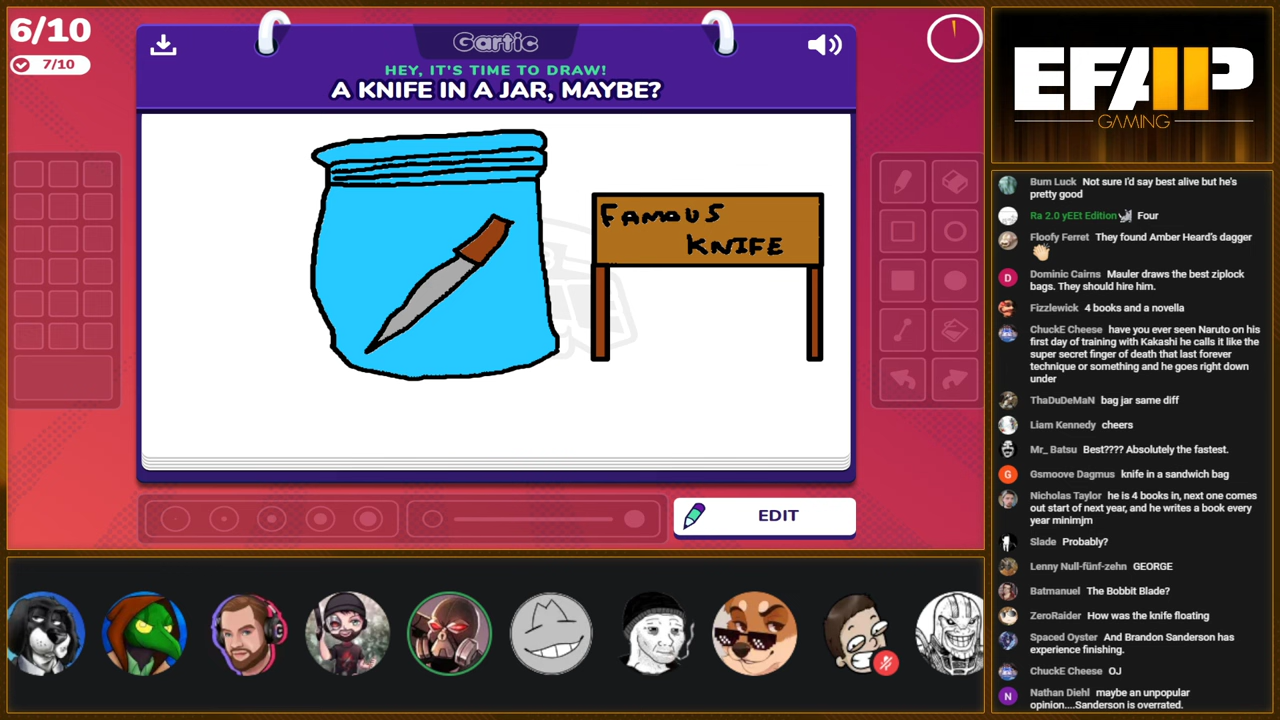 6/10
7/10
Gartic
HEY, IT'S TIME TO DRAW!
A KNIFE IN A JAR, MAYBE?
FAMOUS
KNIFE
EDIT
EFAP
GAMING
Bum Luck Not sure I'd say best alive but he's
pretty good
Ra 2.0 yEEt Edition Four
Floofy Ferret They found Amber Heard's dagger
D Dominic Cairns Mauler draws the best ziplock
bags. They should hire him.
Fizzlewick 4 books and a novella
ChuckE Cheese have you ever seen Naruto on his
first day of training with Kakashi he calls it like the
super secret finger of death that last forever
technique or something and he goes right down
under
ThaDuDeMaN bag jar same diff
Liam Kennedy cheers
Mr_ Batsu Best???? Absolutely the fastest.
G Gsmoove Dagmus knife in a sandwich bag
Nicholas Taylor he is 4 books in, next one comes
out start of next year, and he writes a book every
year minimjm
Slade Probably?
Lenny Null-fünf-zehn GEORGE
Batmanuel The Bobbit Blade?
ZeroRaider How was the knife floating
Spaced Oyster And Brandon Sanderson has
experience finishing.
ChuckE Cheese OJ
N Nathan Diehl maybe an unpopular
opinion....Sanderson is overrated.